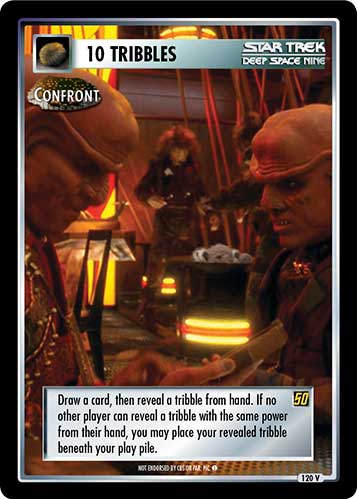 10 TRIBBLES
STAR TREK
DEEP SPACE NINE
CONFRONT
Draw a card, then reveal a tribble from hand. If no
other player can reveal a tribble with the same power
from their hand, you may place your revealed tribble
beneath your play pile.
50
NOT ENDORSED BY CBS OR PAR. PIC.
120 V